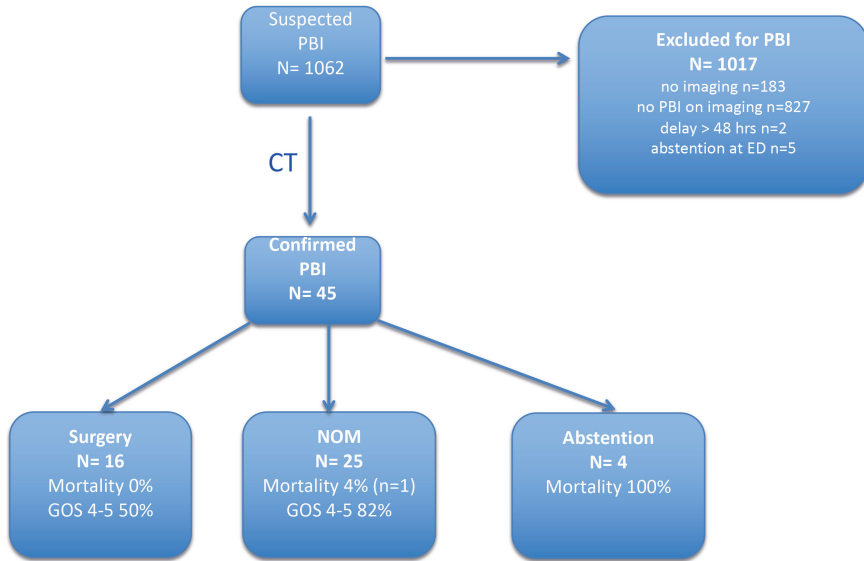 Suspected
PBI
N= 1062
Excluded for PBI
N= 1017
no imaging n=183
no PBI on imaging n=827
delay > 48 hrs n=2
abstention at ED n=5
CT
Confirmed
PBI
N= 45
Surgery
N= 16
Mortality 0%
GOS 4-5 50%
NOM
N= 25
Mortality 4% (n=1)
GOS 4-5 82%
Abstention
N= 4
Mortality 100%